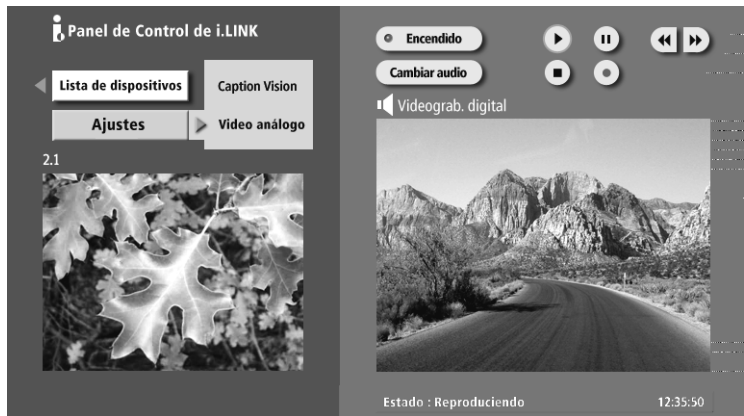 Panel de Control de i.LINK
Lista de dispositivos
Caption Vision
Ajustes
Video análogo
2.1
Encendido
Cambiar audio
Videograb. digital
Estado : Reproduciendo
12:35:50